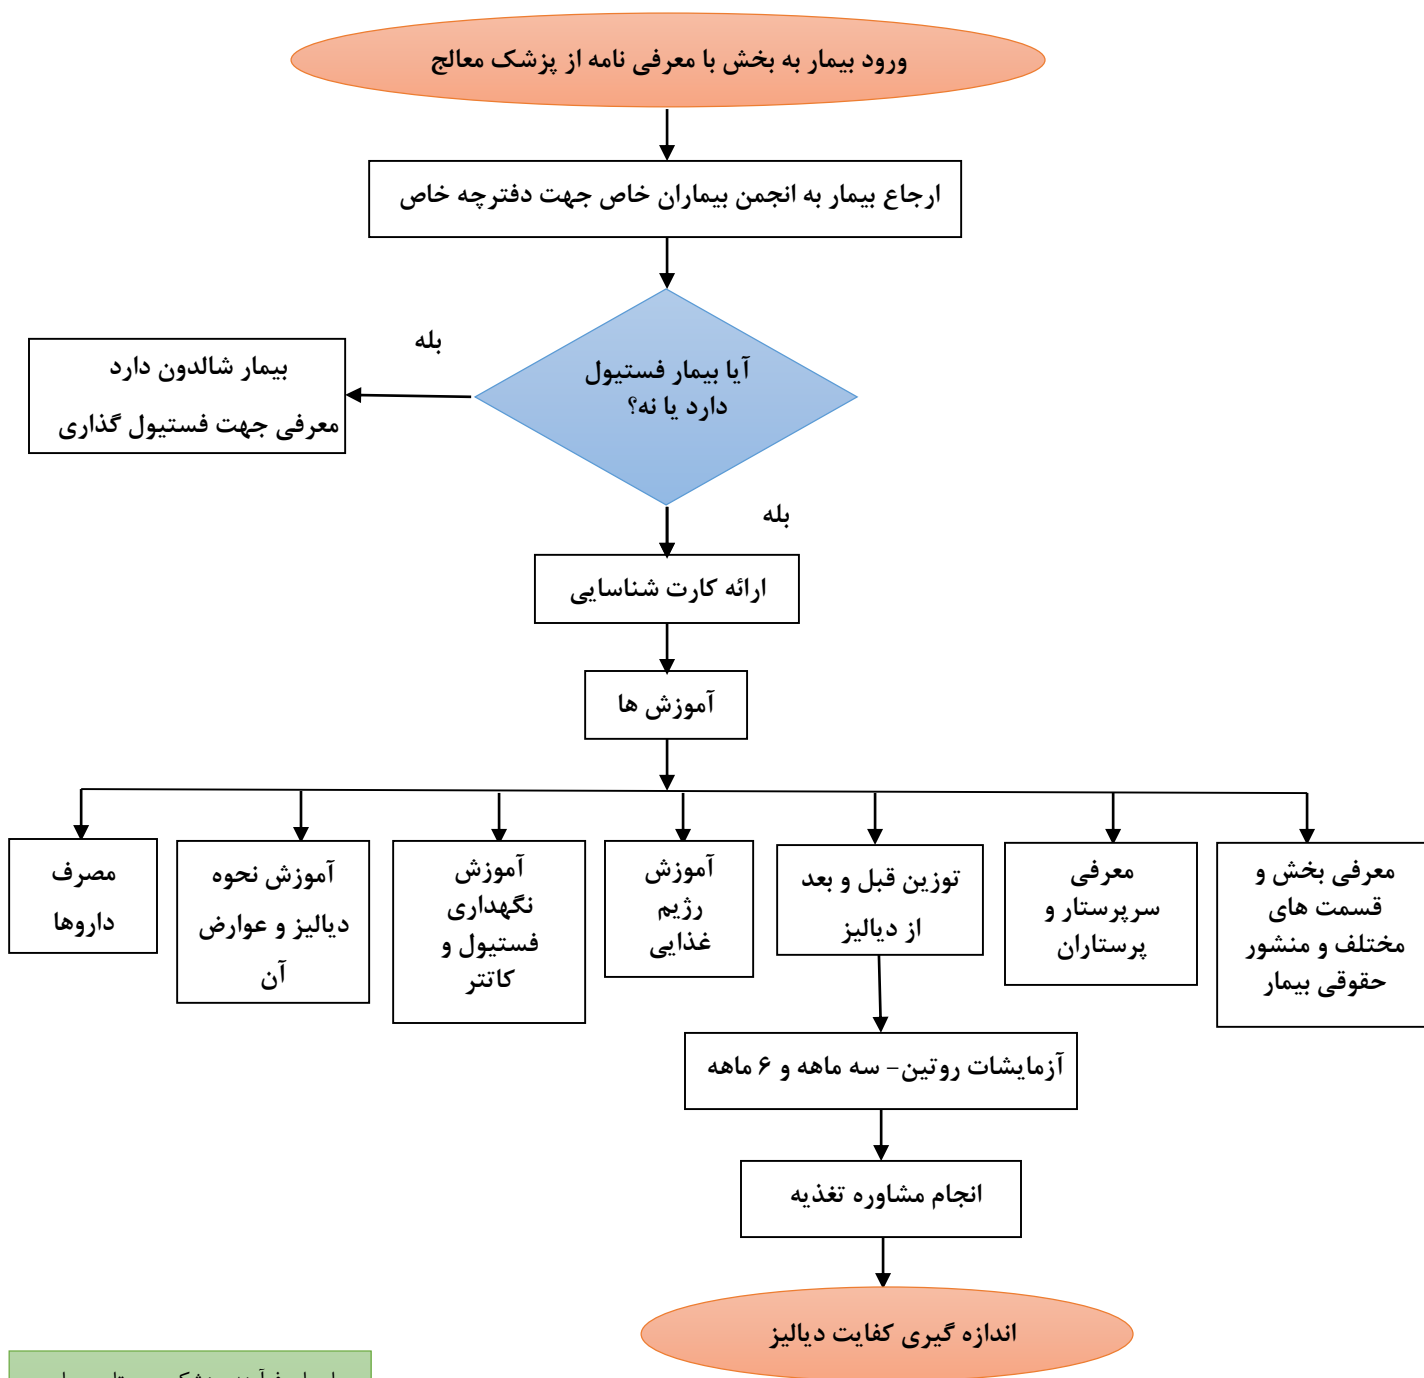 ورود بیمار به بخش با معرفی نامه از پزشک معالج
ارجاع بیمار به انجمن بیماران خاص جهت دفترچه خاص
آیا بیمار فستیول
دارد یا نه؟
بله
بیمار شالدون دارد
معرفی جهت فستیول گذاری
بله
ارائه کارت شناسایی
آموزش ها
معرفی بخش و
قسمت های
مختلف و منشور
حقوقی بیمار
معرفی
سرپرستار و
پرستاران
توزین قبل و بعد
از دیالیز
آموزش
رژیم
غذایی
آموزش
نگهداری
فستیول و
کاتتر
آموزش نحوه
دیالیز و عوارض
آن
مصرف
داروها
آزمایشات روتین- سه ماهه و ۶ ماهه
انجام مشاوره تغذیه
اندازه گیری کفایت دیالیز